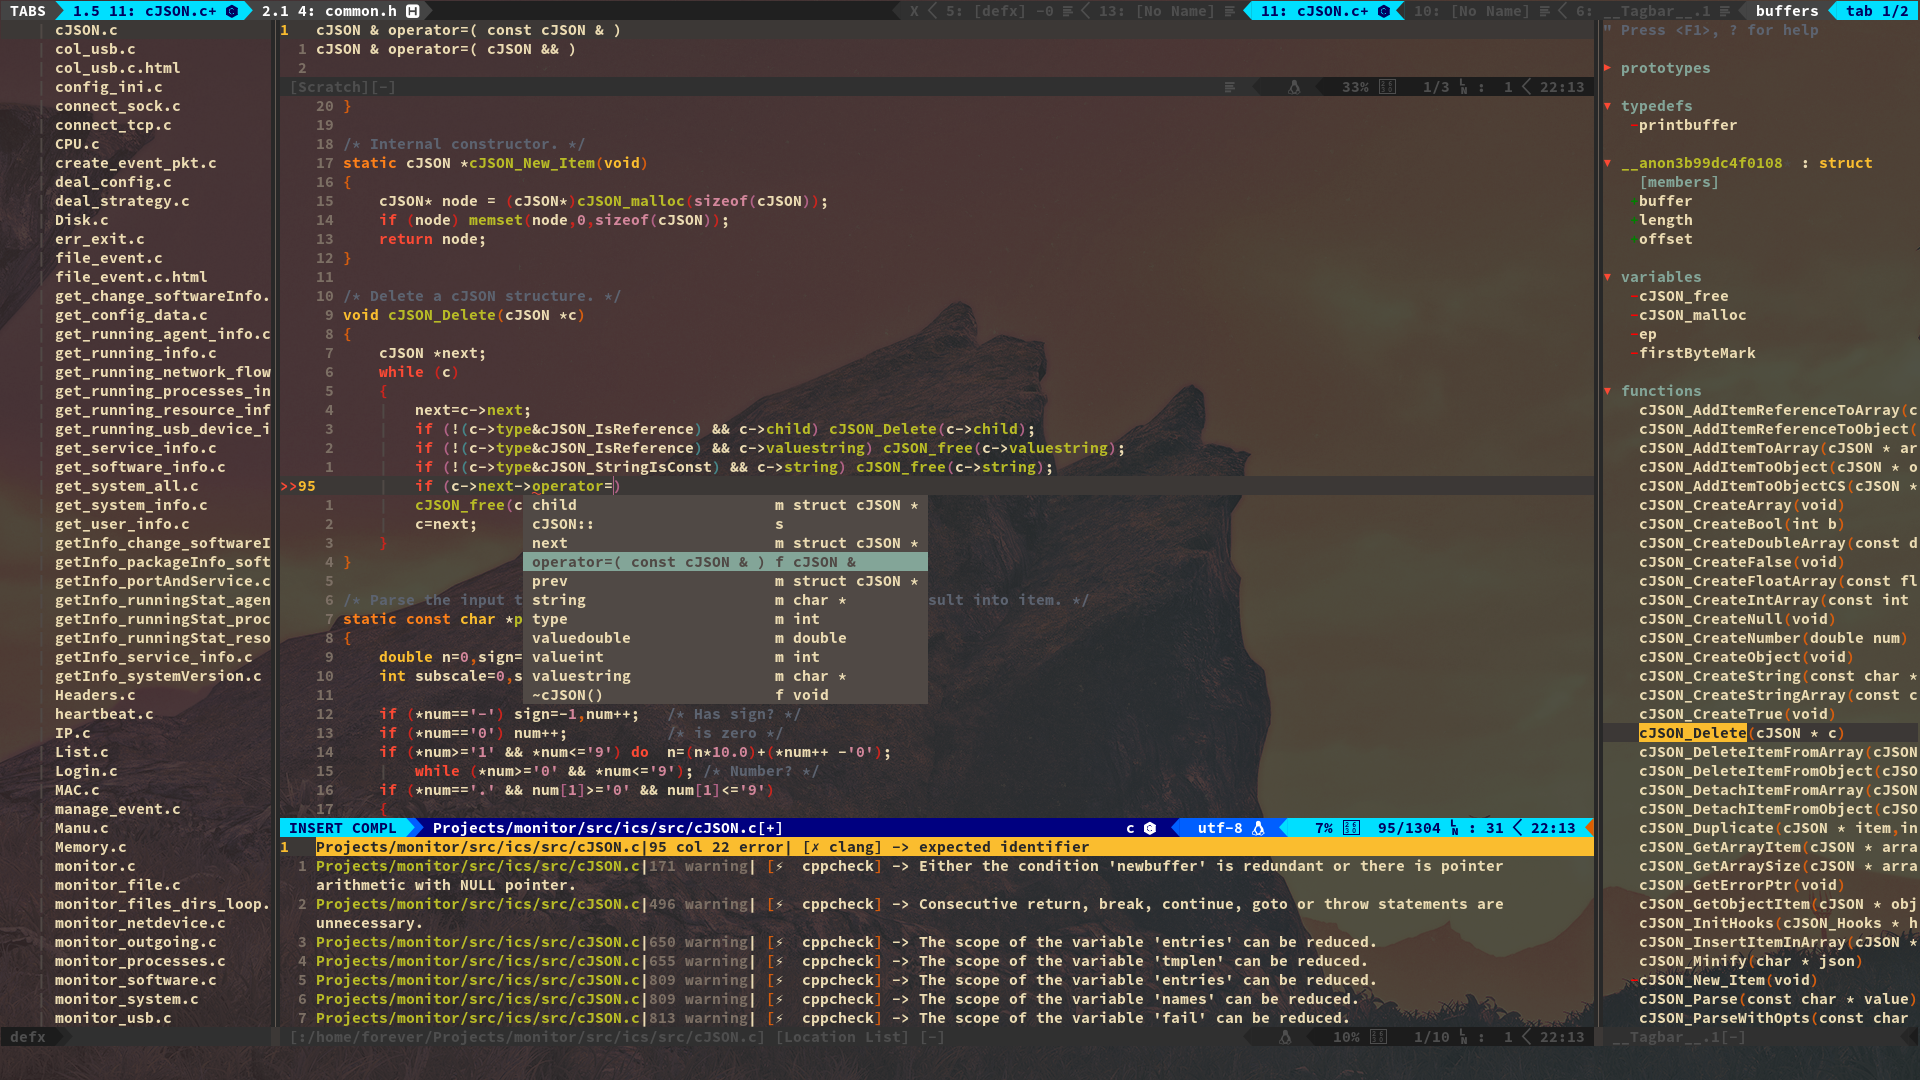 TABS 1.5 11: cJSON.c+ 2.1 4: common.h H X 5: [defx] -0 13: [No Name] 11: cJSON.c+ 10: [No Name] 6: __Tagbar__.1 buffers tab 1/2
cJSON.c
col_usb.c
col_usb.c.html
config_ini.c
connect_sock.c
connect_tcp.c
CPU.c
create_event_pkt.c
deal_config.c
deal_strategy.c
Disk.c
err_exit.c
file_event.c
file_event.c.html
get_change_softwareInfo.
get_config_data.c
get_running_agent_info.c
get_running_info.c
get_running_network_flow
get_running_processes_in
get_running_resource_inf
get_running_usb_device_i
get_service_info.c
get_software_info.c
get_system_all.c
get_system_info.c
get_user_info.c
getInfo_change_softwareI
getInfo_packageInfo_soft
getInfo_portAndService.c
getInfo_runningStat_agen
getInfo_runningStat_proc
getInfo_runningStat_reso
getInfo_service_info.c
getInfo_systemVersion.c
Headers.c
heartbeat.c
IP.c
List.c
Login.c
MAC.c
manage_event.c
Manu.c
Memory.c
monitor.c
monitor_file.c
monitor_files_dirs_loop.
monitor_netdevice.c
monitor_outgoing.c
monitor_processes.c
monitor_software.c
monitor_system.c
monitor_usb.c
defx
1 cJSON & operator=( const cJSON & )
1 cJSON & operator=( cJSON && )
2
[Scratch][-] 33% 1/3 : 1 22:13
20 }
19
18 /* Internal constructor. */
17 static cJSON *cJSON_New_Item(void)
16 {
15 cJSON* node = (cJSON*)cJSON_malloc(sizeof(cJSON));
14 if (node) memset(node,0,sizeof(cJSON));
13 return node;
12 }
11
10 /* Delete a cJSON structure. */
9 void cJSON_Delete(cJSON *c)
8 {
7 cJSON *next;
6 while (c)
5 {
4 next=c->next;
3 if (!(c->type&cJSON_IsReference) && c->child) cJSON_Delete(c->child);
2 if (!(c->type&cJSON_IsReference) && c->valuestring) cJSON_free(c->valuestring);
1 if (!(c->type&cJSON_StringIsConst) && c->string) cJSON_free(c->string);
>>95 if (c->next->operator=)
1 cJSON_free(c
2 c=next;
3 }
4 }
5
6 /* Parse the input t sult into item. */
7 static const char *p
8 {
9 double n=0,sign=
10 int subscale=0,s
11
child m struct cJSON *
cJSON:: s
next m struct cJSON *
operator=( const cJSON & ) f cJSON &
prev m struct cJSON *
string m char *
type m int
valuedouble m double
valueint m int
valuestring m char *
~cJSON() f void
12 if (*num=='-') sign=-1,num++; /* Has sign? */
13 if (*num=='0') num++; /* is zero */
14 if (*num>='1' && *num<='9') do n=(n*10.0)+(*num++ -'0');
15 while (*num>='0' && *num<='9'); /* Number? */
16 if (*num=='.' && num[1]>='0' && num[1]<='9')
17 {
INSERT COMPL Projects/monitor/src/ics/src/cJSON.c[+] c utf-8 7% 95/1304 : 31 22:13
1 Projects/monitor/src/ics/src/cJSON.c|95 col 22 error| [✗ clang] -> expected identifier
1 Projects/monitor/src/ics/src/cJSON.c|171 warning| [⚡ cppcheck] -> Either the condition 'newbuffer' is redundant or there is pointer
arithmetic with NULL pointer.
2 Projects/monitor/src/ics/src/cJSON.c|496 warning| [⚡ cppcheck] -> Consecutive return, break, continue, goto or throw statements are
unnecessary.
3 Projects/monitor/src/ics/src/cJSON.c|650 warning| [⚡ cppcheck] -> The scope of the variable 'entries' can be reduced.
4 Projects/monitor/src/ics/src/cJSON.c|655 warning| [⚡ cppcheck] -> The scope of the variable 'tmplen' can be reduced.
5 Projects/monitor/src/ics/src/cJSON.c|809 warning| [⚡ cppcheck] -> The scope of the variable 'entries' can be reduced.
6 Projects/monitor/src/ics/src/cJSON.c|809 warning| [⚡ cppcheck] -> The scope of the variable 'names' can be reduced.
7 Projects/monitor/src/ics/src/cJSON.c|813 warning| [⚡ cppcheck] -> The scope of the variable 'fail' can be reduced.
[:/home/forever/Projects/monitor/src/ics/src/cJSON.c] [Location List] [-] 10% 1/10 : 1 22:13
" Press <F1>, ? for help
▸ prototypes
▾ typedefs
-printbuffer
▾ __anon3b99dc4f0108 : struct
[members]
+buffer
+length
+offset
▾ variables
-cJSON_free
-cJSON_malloc
-ep
-firstByteMark
▾ functions
cJSON_AddItemReferenceToArray(c
cJSON_AddItemReferenceToObject(
cJSON_AddItemToArray(cJSON * ar
cJSON_AddItemToObject(cJSON * o
cJSON_AddItemToObjectCS(cJSON *
cJSON_CreateArray(void)
cJSON_CreateBool(int b)
cJSON_CreateDoubleArray(const d
cJSON_CreateFalse(void)
cJSON_CreateFloatArray(const fl
cJSON_CreateIntArray(const int
cJSON_CreateNull(void)
cJSON_CreateNumber(double num)
cJSON_CreateObject(void)
cJSON_CreateString(const char *
cJSON_CreateStringArray(const c
cJSON_CreateTrue(void)
cJSON_Delete(cJSON * c)
cJSON_DeleteItemFromArray(cJSON
cJSON_DeleteItemFromObject(cJSO
cJSON_DetachItemFromArray(cJSON
cJSON_DetachItemFromObject(cJSO
cJSON_Duplicate(cJSON * item,in
cJSON_GetArrayItem(cJSON * arra
cJSON_GetArraySize(cJSON * arra
cJSON_GetErrorPtr(void)
cJSON_GetObjectItem(cJSON * obj
cJSON_InitHooks(cJSON_Hooks * h
cJSON_InsertItemInArray(cJSON *
cJSON_Minify(char * json)
-cJSON_New_Item(void)
cJSON_Parse(const char * value)
cJSON_ParseWithOpts(const char
__Tagbar__.1[-]